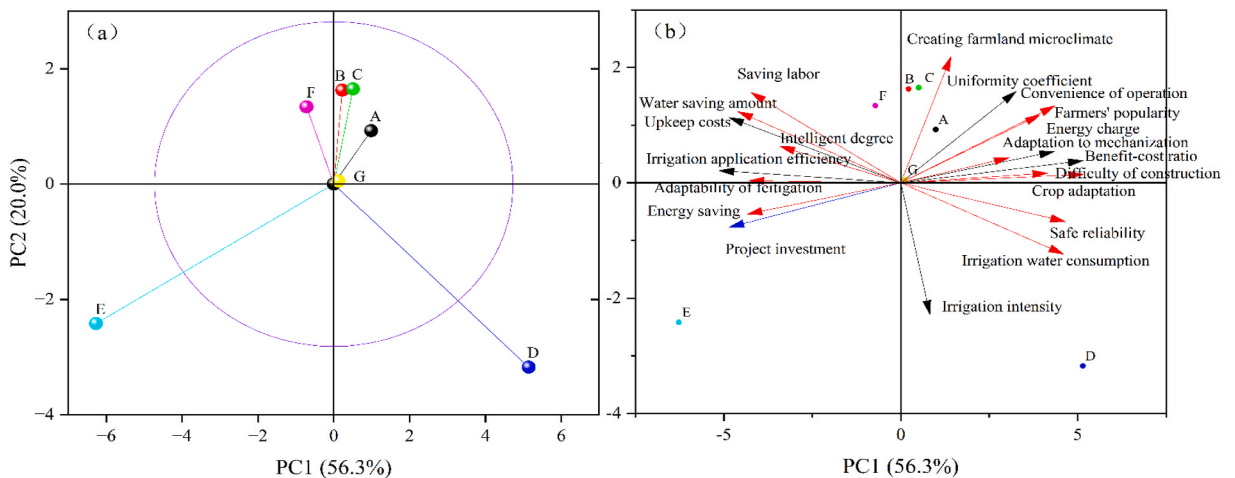 (a)
2
0
−2
−4
PC2 (20.0%)
B
C
F
A
G
E
D
−6
−4
−2
0
2
4
6
PC1 (56.3%)
(b)
2
0
-2
-4
Creating farmland microclimate
Saving labor
B
C
Uniformity coefficient
F
Convenience of operation
Water saving amount
Farmers' popularity
Upkeep costs
A
Energy charge
Intelligent degree
Adaptation to mechanization
Irrigation application efficiency
G
Benefit-cost ratio
Difficulty of construction
Adaptability of feitigation
Crop adaptation
Energy saving
Safe reliability
Project investment
Irrigation water consumption
Irrigation intensity
E
D
-5
0
5
PC1 (56.3%)